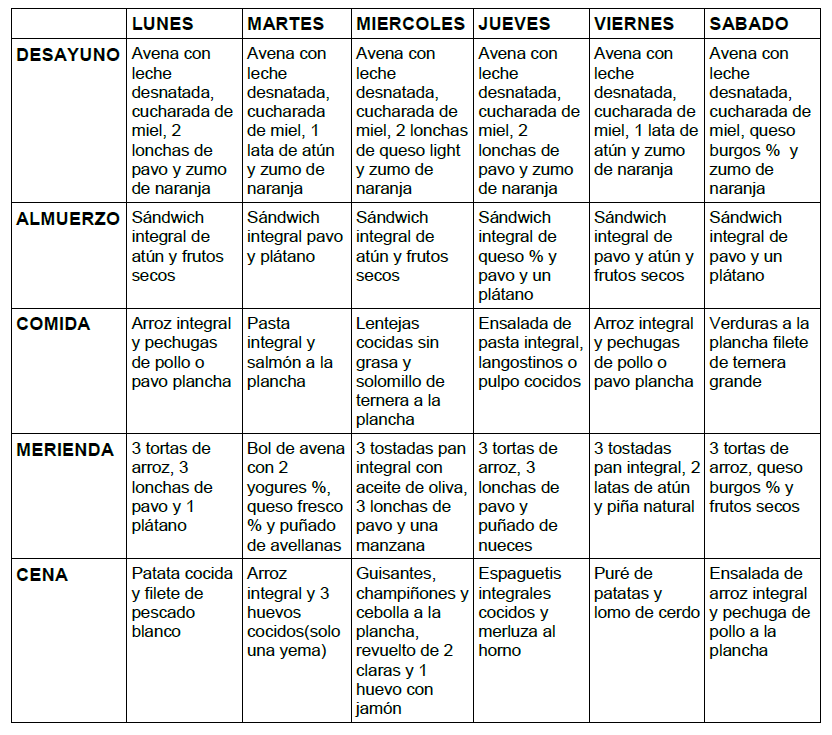 LUNES
MARTES
MIERCOLES
JUEVES
VIERNES
SABADO
DESAYUNO
Avena con
leche
desnatada,
cucharada de
miel, 2
lonchas de
pavo y zumo
de naranja
Avena con
leche
desnatada,
cucharada
de miel, 1
lata de atún
y zumo de
naranja
Avena con
leche
desnatada,
cucharada de
miel, 2 lonchas
de queso light
y zumo de
naranja
Avena con
leche
desnatada,
cucharada de
miel, 2
lonchas de
pavo y zumo
de naranja
Avena con
leche
desnatada,
cucharada de
miel, 1 lata de
atún y zumo
de naranja
Avena con
leche
desnatada,
cucharada de
miel, queso
burgos % y
zumo de
naranja
ALMUERZO
Sándwich
integral de
atún y frutos
secos
Sándwich
integral pavo
y plátano
Sándwich
integral de
atún y frutos
secos
Sándwich
integral de
queso % y
pavo y un
plátano
Sándwich
integral de
pavo y atún y
frutos secos
Sándwich
integral de
pavo y un
plátano
COMIDA
Arroz integral
y pechugas
de pollo o
pavo plancha
Pasta
integral y
salmón a la
plancha
Lentejas
cocidas sin
grasa y
solomillo de
ternera a la
plancha
Ensalada de
pasta integral,
langostinos o
pulpo cocidos
Arroz integral
y pechugas
de pollo o
pavo plancha
Verduras a la
plancha filete
de ternera
grande
MERIENDA
3 tortas de
arroz, 3
lonchas de
pavo y 1
plátano
Bol de avena
con 2
yogures %,
queso fresco
% y puñado
de avellanas
3 tostadas pan
integral con
aceite de oliva,
3 lonchas de
pavo y una
manzana
3 tortas de
arroz, 3
lonchas de
pavo y
puñado de
nueces
3 tostadas
pan integral, 2
latas de atún
y piña natural
3 tortas de
arroz, queso
burgos % y
frutos secos
CENA
Patata cocida
y filete de
pescado
blanco
Arroz
integral y 3
huevos
cocidos(solo
una yema)
Guisantes,
champiñones y
cebolla a la
plancha,
revuelto de 2
claras y 1
huevo con
jamón
Espaguetis
integrales
cocidos y
merluza al
horno
Puré de
patatas y
lomo de cerdo
Ensalada de
arroz integral
y pechuga de
pollo a la
plancha